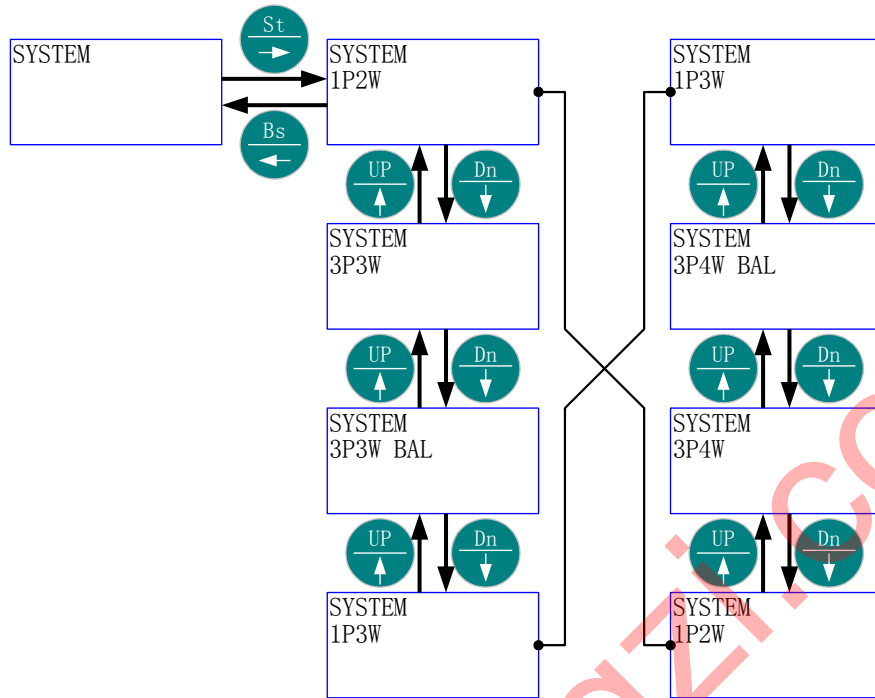 St
SYSTEM
SYSTEM
1P2W
SYSTEM
1P3W
Bs
UP
Dn
UP
Dn
SYSTEM
3P3W
SYSTEM
3P4W BAL
UP
Dn
UP
Dn
SYSTEM
3P3W BAL
SYSTEM
3P4W
UP
Dn
UP
Dn
SYSTEM
1P3W
SYSTEM
1P2W